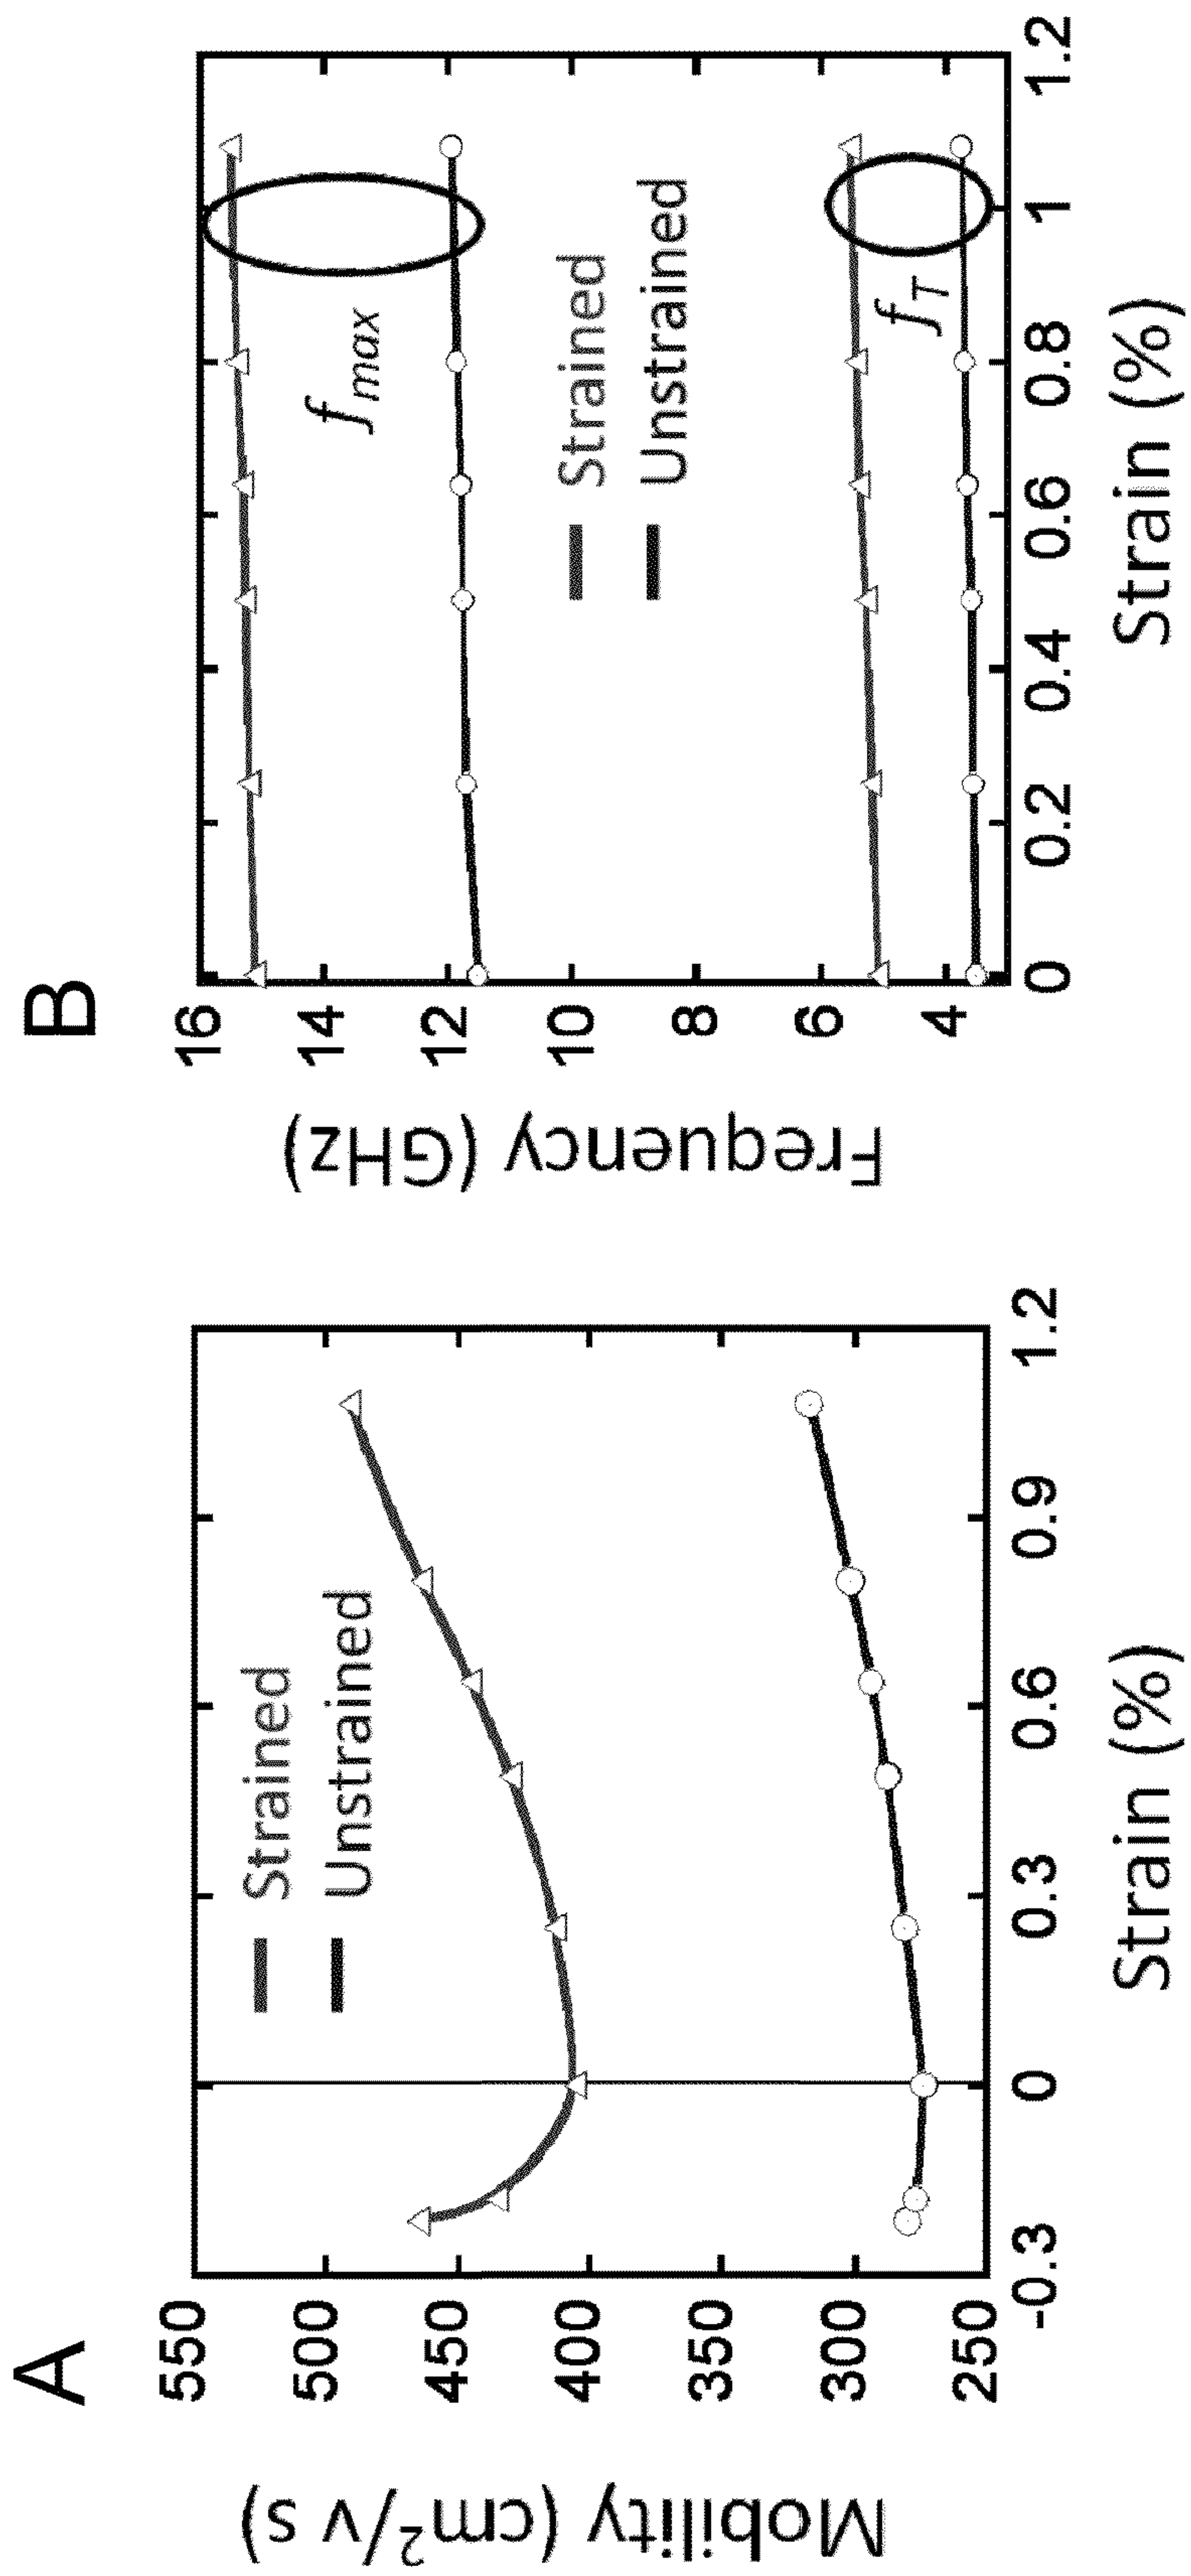 A
Mobility (cm²/v s)
550
500
450
400
350
300
250
-0.3
0
0.3
0.6
0.9
1.2
Strain (%)
Strained
Unstrained
B
Frequency (GHz)
16
14
12
10
8
6
4
0
0.2
0.4
0.6
0.8
1
1.2
Strain (%)
fmax
Strained
Unstrained
fT